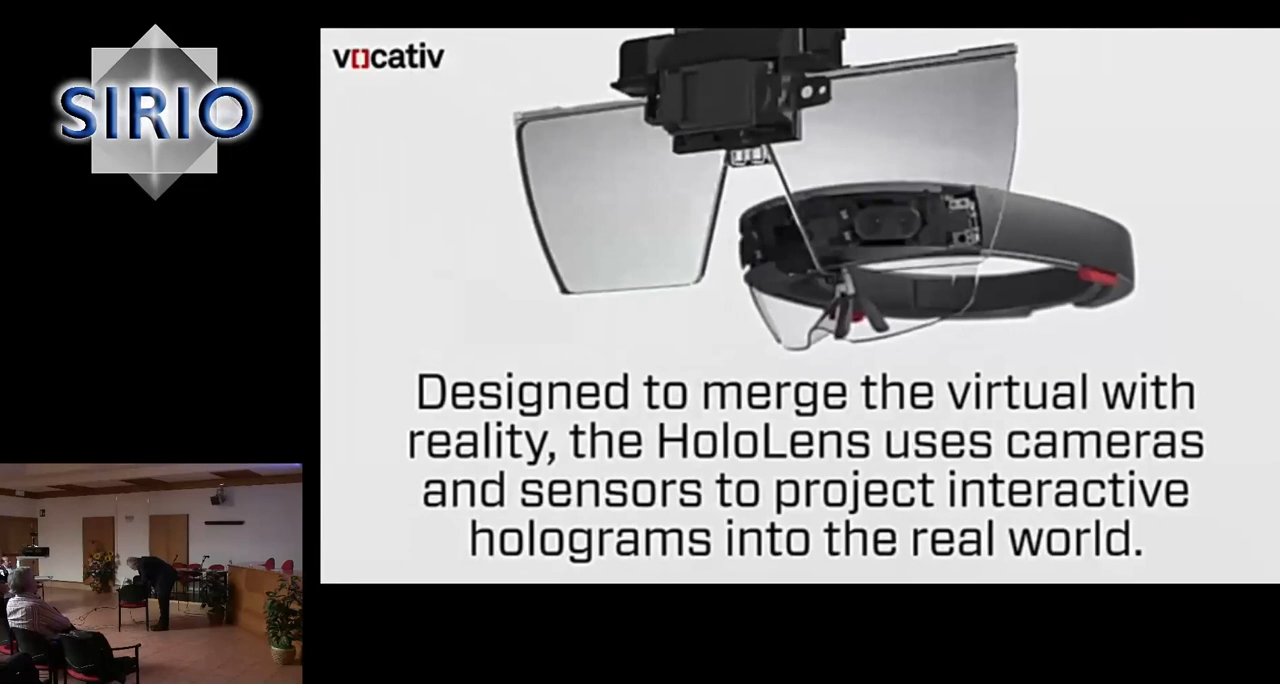 SIRIO
vocativ
Designed to merge the virtual with
reality, the HoloLens uses cameras
and sensors to project interactive
holograms into the real world.